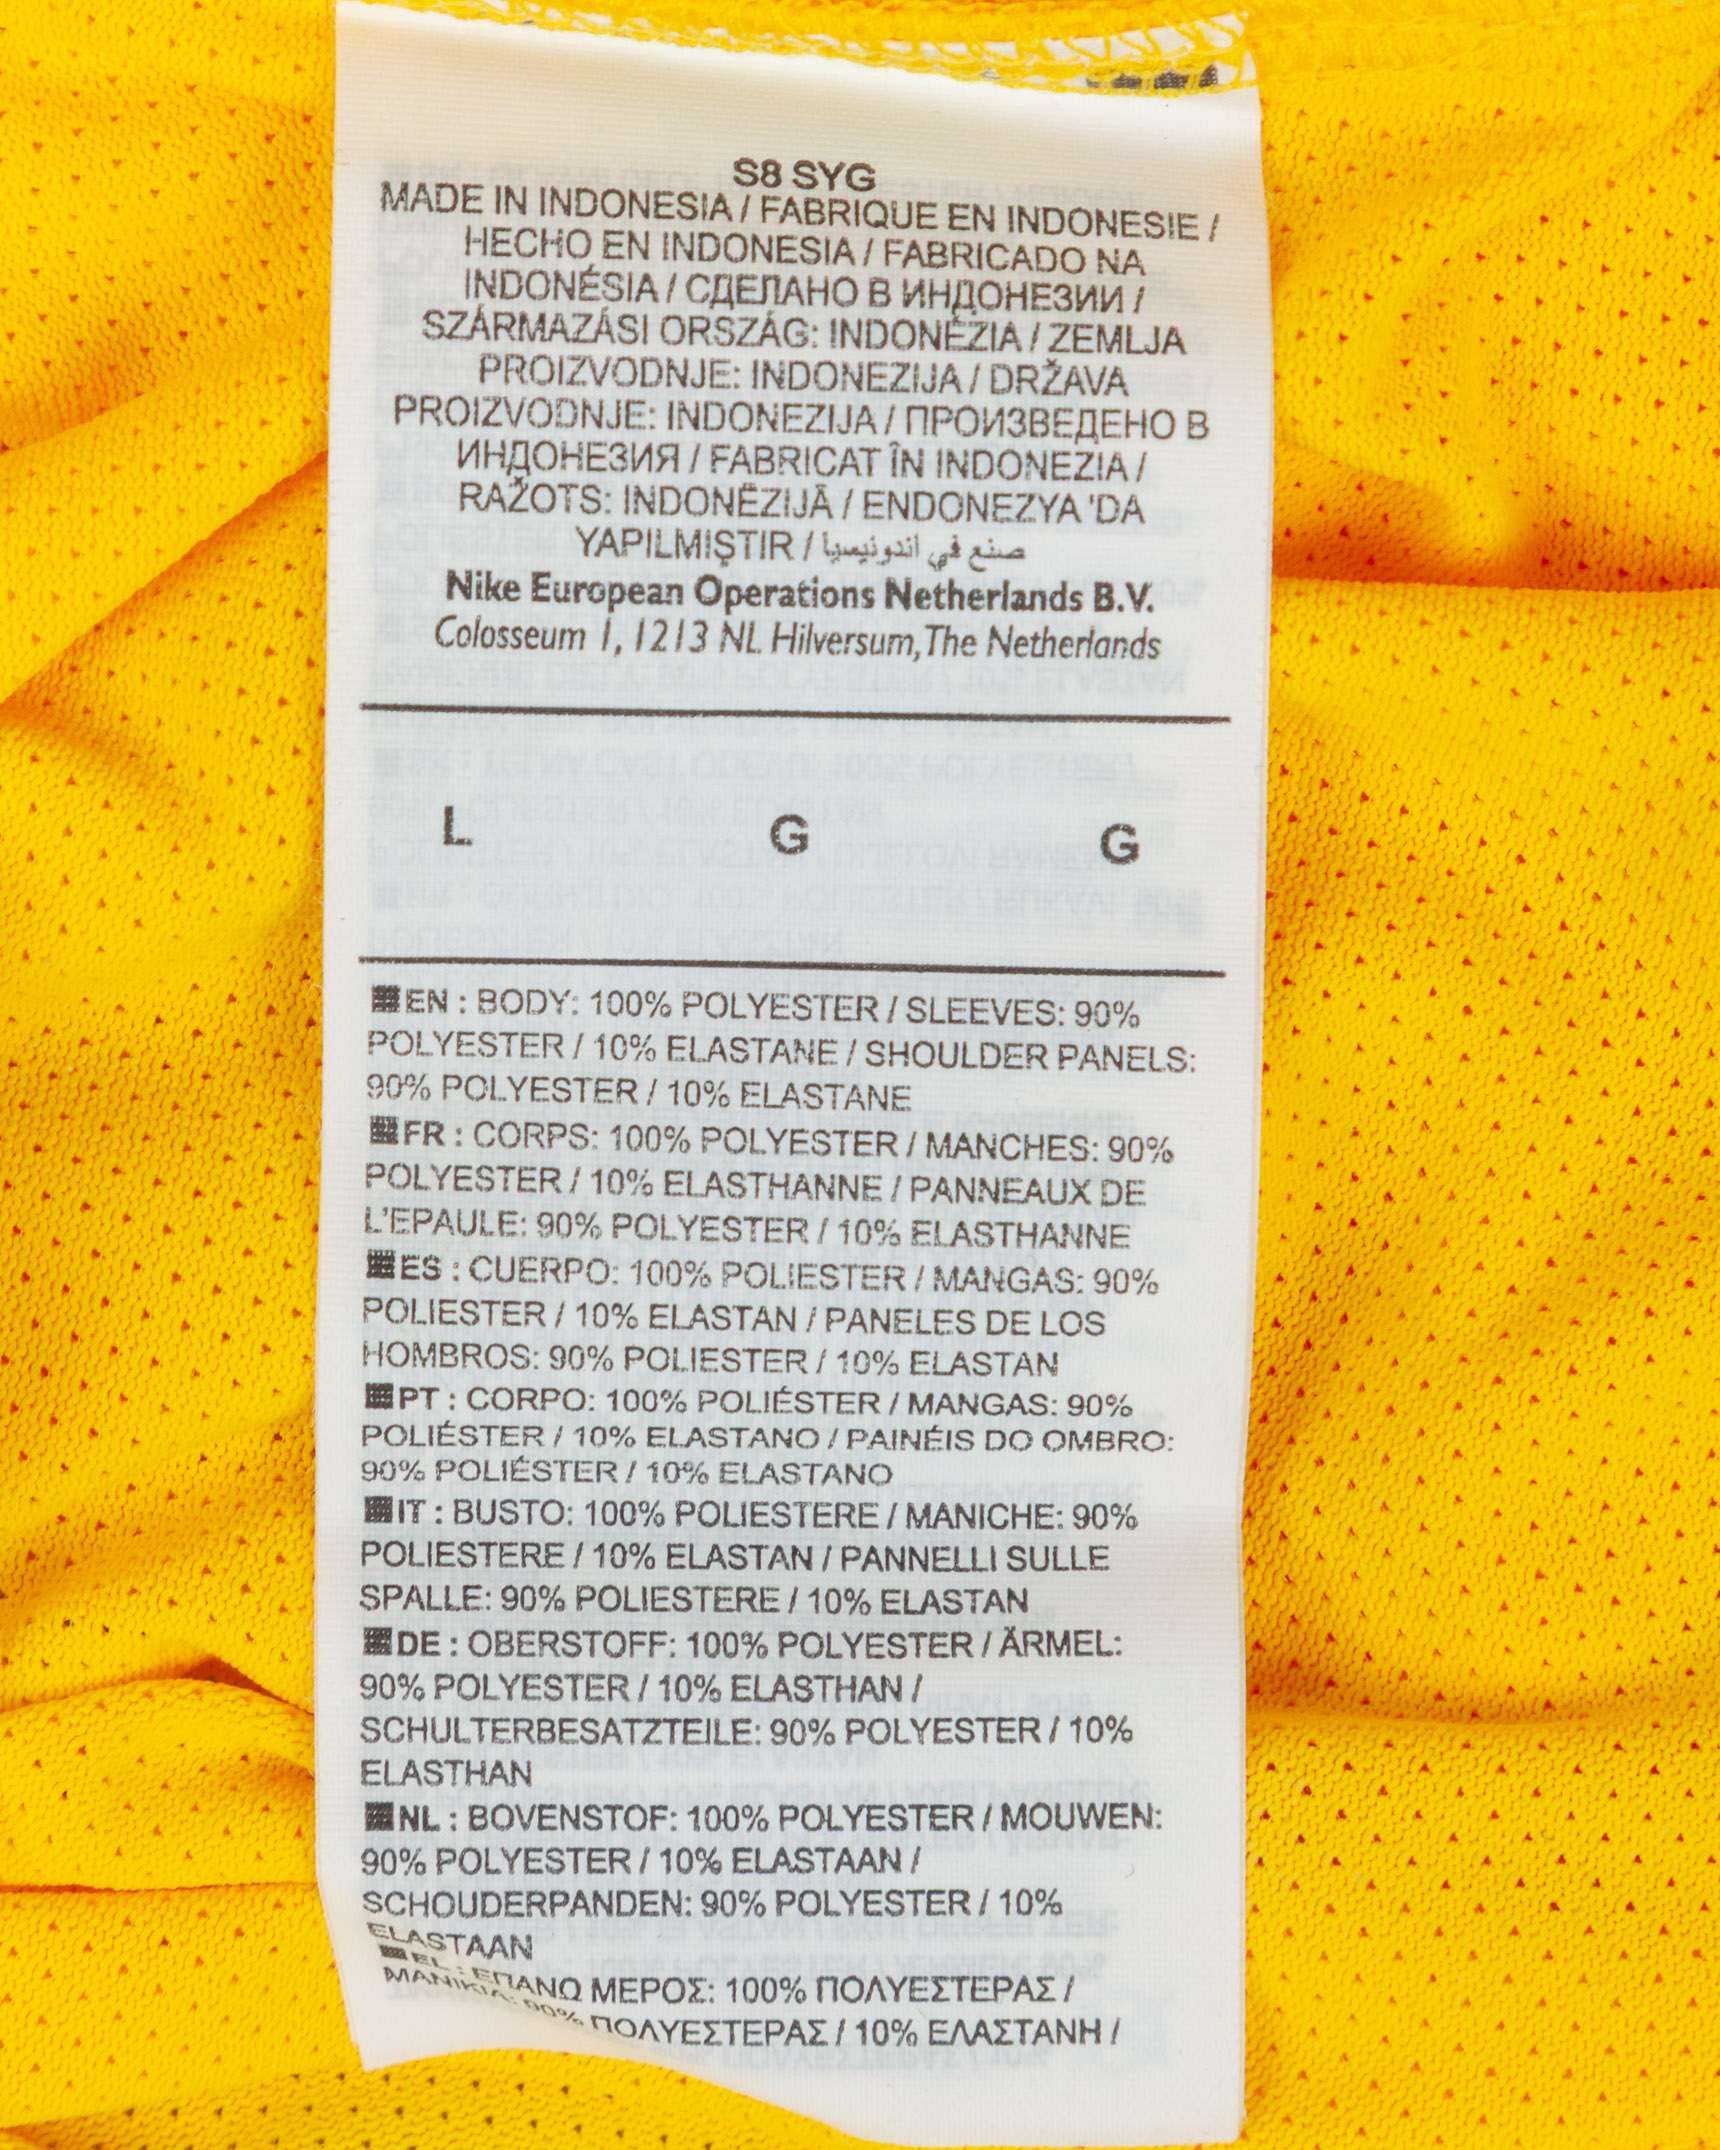 S8 SYG
MADE IN INDONESIA / FABRIQUE EN INDONESIE /
HECHO EN INDONESIA / FABRICADO NA
INDONÉSIA / СДЕЛАНО В ИНДОНЕЗИИ /
SZÁRMAZÁSI ORSZÁG: INDONÉZIA / ZEMLJA
PROIZVODNJE: INDONEZIJA / DRŽAVA
PROIZVODNJE: INDONEZIJA / ПРОИЗВЕДЕНО В
ИНДОНЕЗИЯ / FABRICAT ÎN INDONEZIA /
RAŽOTS: INDONĒZIJĀ / ENDONEZYA 'DA
YAPILMIŞTIR / صنع في اندونيسيا
Nike European Operations Netherlands B.V.
Colosseum 1, 1213 NL Hilversum, The Netherlands
L G G
EN : BODY: 100% POLYESTER / SLEEVES: 90%
POLYESTER / 10% ELASTANE / SHOULDER PANELS:
90% POLYESTER / 10% ELASTANE
FR : CORPS: 100% POLYESTER / MANCHES: 90%
POLYESTER / 10% ELASTHANNE / PANNEAUX DE
L'EPAULE: 90% POLYESTER / 10% ELASTHANNE
ES : CUERPO: 100% POLIESTER / MANGAS: 90%
POLIESTER / 10% ELASTAN / PANELES DE LOS
HOMBROS: 90% POLIESTER / 10% ELASTAN
PT : CORPO: 100% POLIÉSTER / MANGAS: 90%
POLIÉSTER / 10% ELASTANO / PAINÉIS DO OMBRO:
90% POLIÉSTER / 10% ELASTANO
IT : BUSTO: 100% POLIESTERE / MANICHE: 90%
POLIESTERE / 10% ELASTAN / PANNELLI SULLE
SPALLE: 90% POLIESTERE / 10% ELASTAN
DE : OBERSTOFF: 100% POLYESTER / ÄRMEL:
90% POLYESTER / 10% ELASTHAN /
SCHULTERBESATZTEILE: 90% POLYESTER / 10%
ELASTHAN
NL : BOVENSTOF: 100% POLYESTER / MOUWEN:
90% POLYESTER / 10% ELASTAAN /
SCHOUDERPANDEN: 90% POLYESTER / 10%
ELASTAAN
EL : ΕΠΑΝΩ ΜΕΡΟΣ: 100% ΠΟΛΥΕΣΤΕΡΑΣ /
ΜΑΝΙΚΙΑ: 90% ΠΟΛΥΕΣΤΕΡΑΣ / 10% ΕΛΑΣΤΑΝΗ /